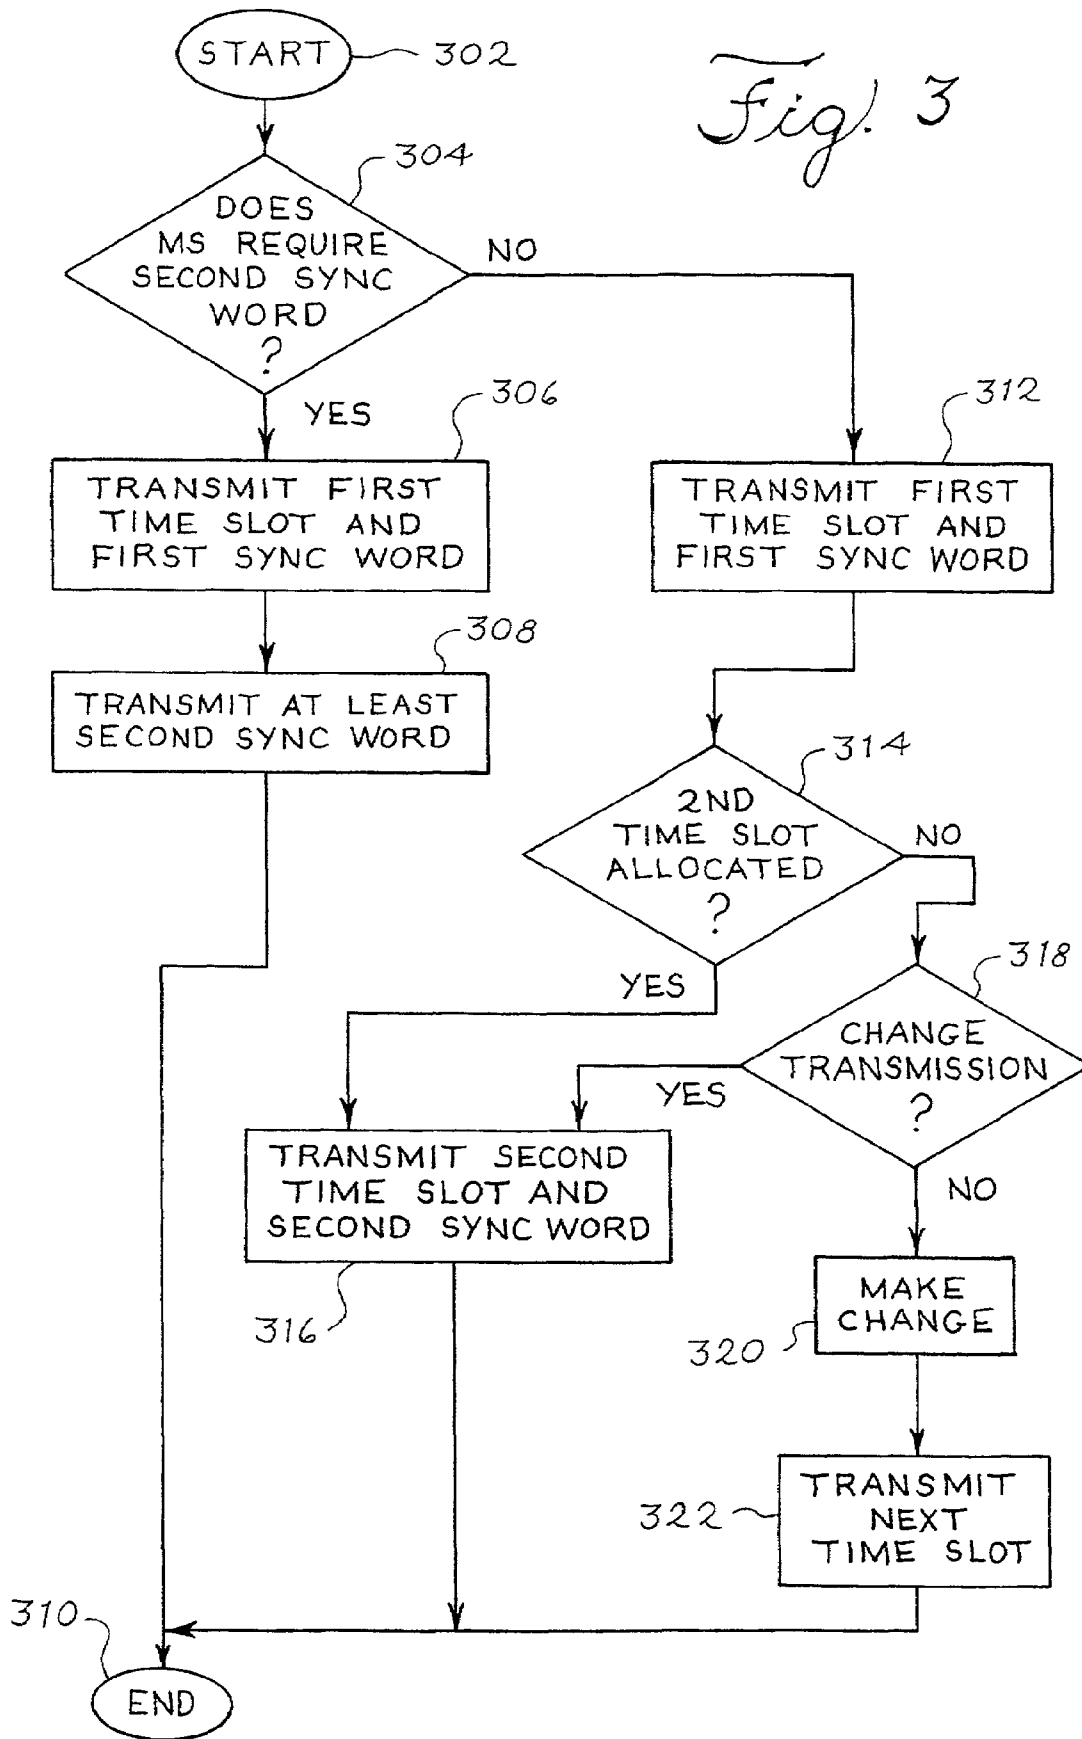 START
302
Fig. 3
304
DOES
MS REQUIRE
SECOND SYNC
WORD
?
NO
YES
306
TRANSMIT FIRST
TIME SLOT AND
FIRST SYNC WORD
312
TRANSMIT FIRST
TIME SLOT AND
FIRST SYNC WORD
308
TRANSMIT AT LEAST
SECOND SYNC WORD
314
2ND
TIME SLOT
ALLOCATED
?
NO
YES
318
CHANGE
TRANSMISSION
?
YES
NO
TRANSMIT SECOND
TIME SLOT AND
SECOND SYNC WORD
316
MAKE
CHANGE
320
TRANSMIT
NEXT
TIME SLOT
322
310
END